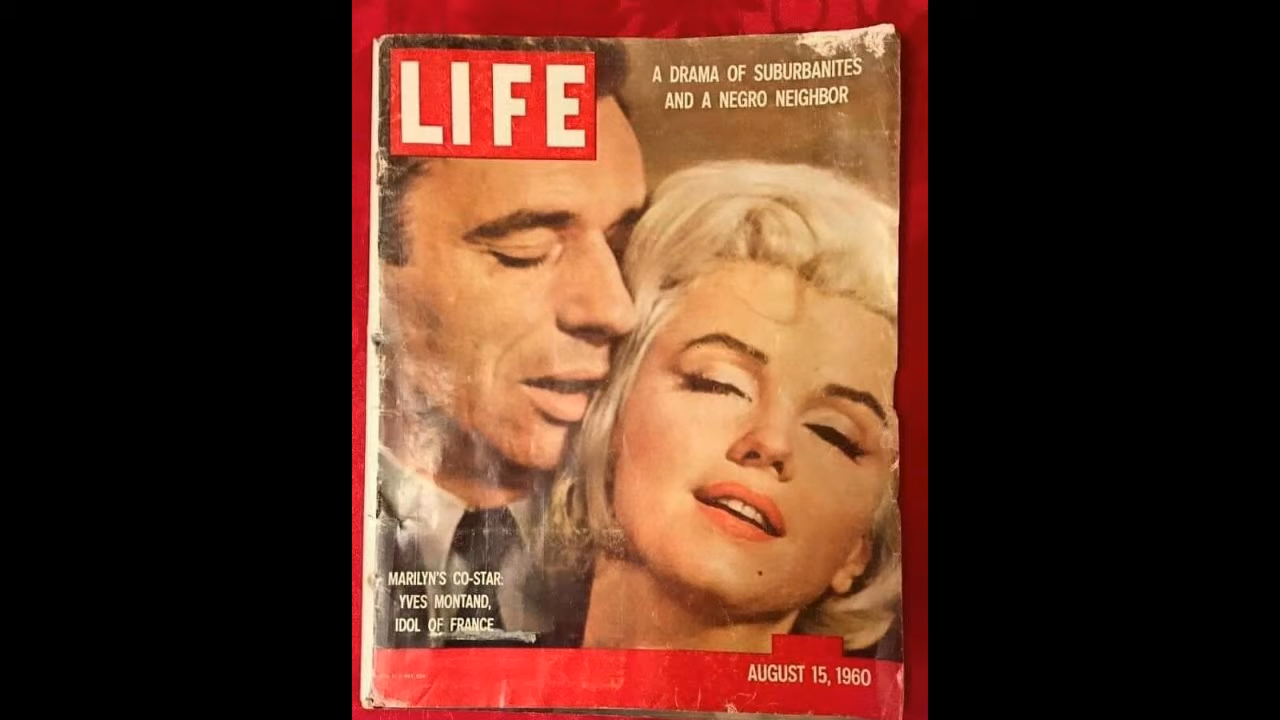 LIFE
A DRAMA OF SUBURBANITES
AND A NEGRO NEIGHBOR
MARILYN'S CO-STAR:
YVES MONTAND,
IDOL OF FRANCE
AUGUST 15, 1960